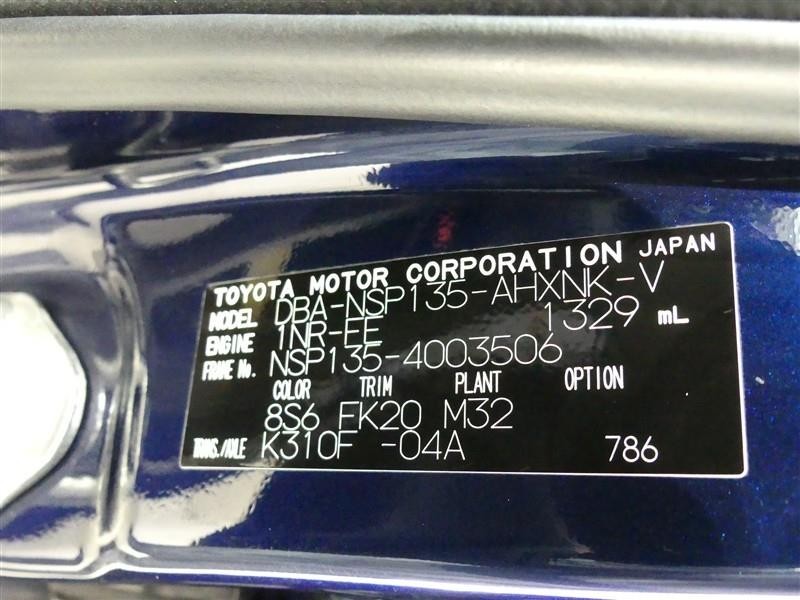 TOYOTA MOTOR CORPORATION JAPAN
MODEL DBA-NSP135-AHXNK-V
ENGINE 1NR-FE 1329 mL
FRAME No. NSP135-4003506
COLOR TRIM PLANT OPTION
8S6 FK20 M32
TRANS./AXLE K310F -04A 786